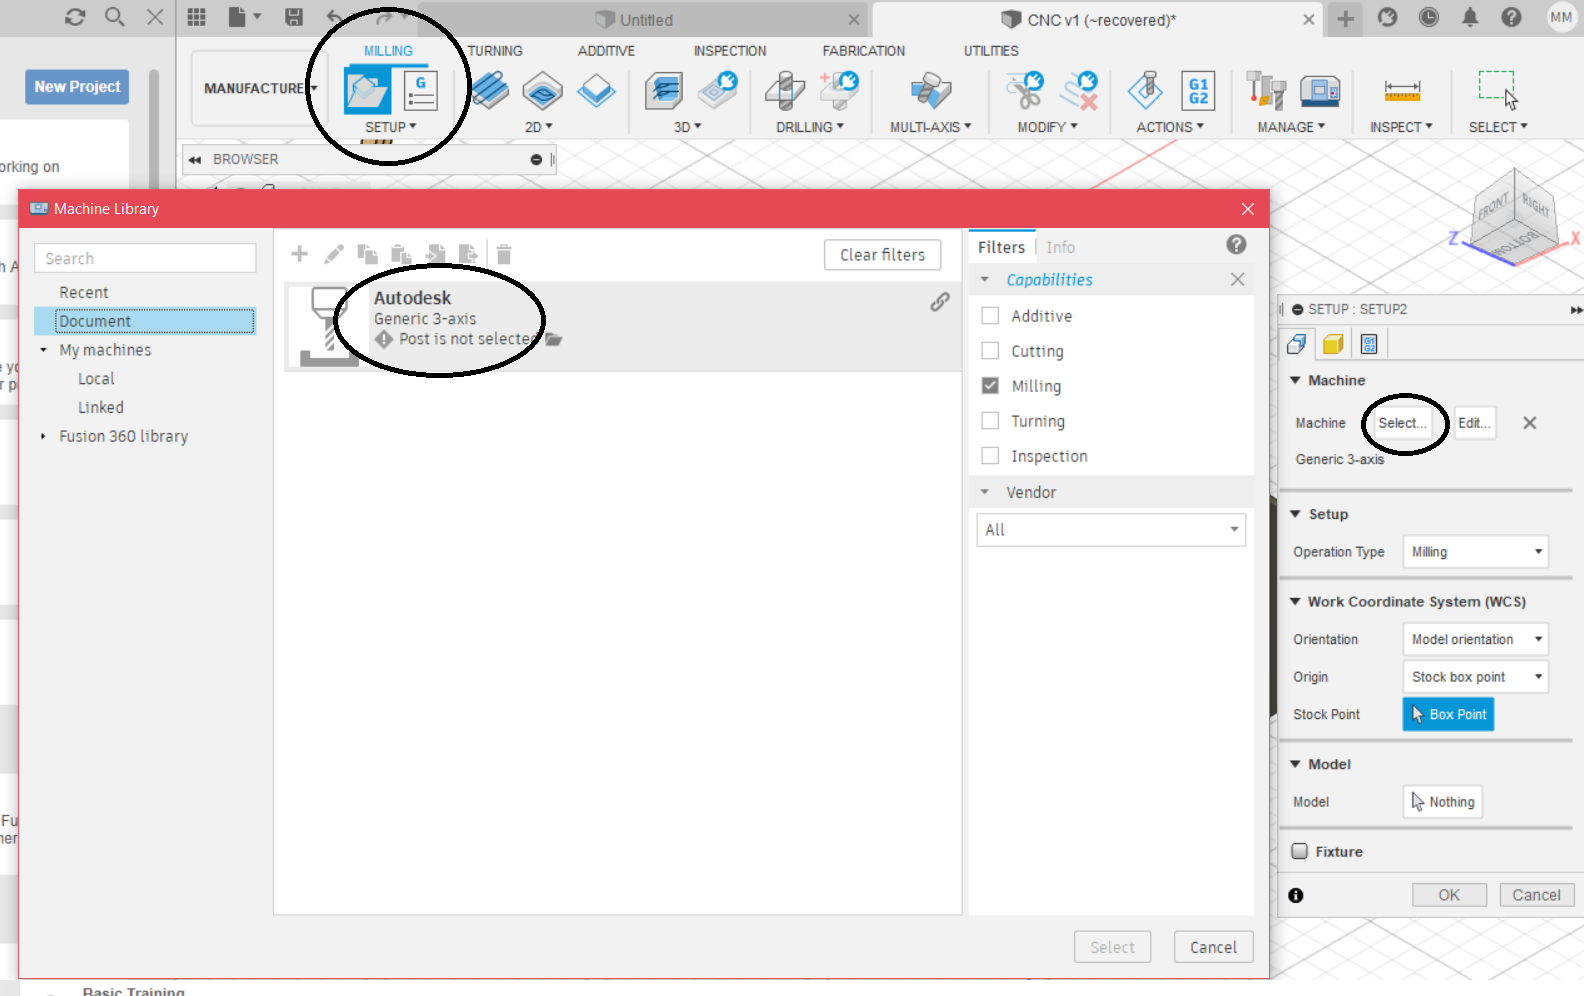 Untitled
CNC v1 (~recovered)*
MM
New Project
orking on
MANUFACTURE
MILLING
TURNING
ADDITIVE
INSPECTION
FABRICATION
UTILITIES
G
G1
G2
SETUP
2D
3D
DRILLING
MULTI-AXIS
MODIFY
ACTIONS
MANAGE
INSPECT
SELECT
BROWSER
FRONT
RIGHT
BOTTOM
Z
X
Machine Library
Search
Recent
Document
My machines
Local
Linked
Fusion 360 library
Clear filters
Autodesk
Generic 3-axis
Post is not selected
Filters
Info
Capabilities
Additive
Cutting
Milling
Turning
Inspection
Vendor
All
Select
Cancel
SETUP : SETUP2
G1
G2
Machine
Machine
Select...
Edit...
Generic 3-axis
Setup
Operation Type
Milling
Work Coordinate System (WCS)
Orientation
Model orientation
Origin
Stock box point
Stock Point
Box Point
Model
Model
Nothing
Fixture
OK
Cancel
Basic Training